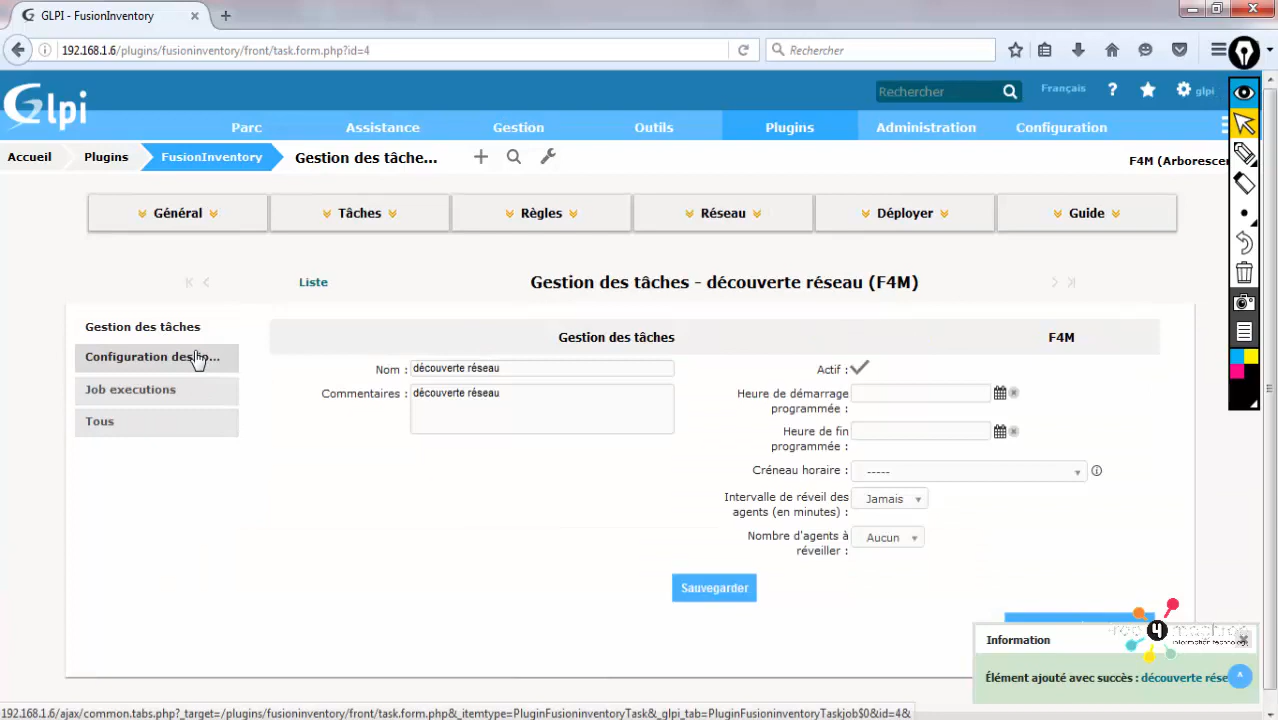 GLPI - FusionInventory
192.168.1.6/plugins/fusioninventory/front/task.form.php?id=4
Rechercher
Glpi
Rechercher
Français
? glpi
Parc Assistance Gestion Outils Plugins Administration Configuration
Accueil Plugins FusionInventory Gestion des tâche... F4M (Arborescen
Général Tâches Règles Réseau Déployer Guide
Liste Gestion des tâches - découverte réseau (F4M)
Gestion des tâches
Configuration des
Job executions
Tous
Gestion des tâches F4M
Nom : découverte réseau
Commentaires : découverte réseau
Actif :
Heure de démarrage
programmée :
Heure de fin
programmée :
Créneau horaire : -----
Intervalle de réveil des
agents (en minutes) : Jamais
Nombre d'agents à
réveiller : Aucun
Sauvegarder
Information
4
information technology
Élément ajouté avec succès : découverte rése
192.168.1.6/ajax/common.tabs.php?_target=/plugins/fusioninventory/front/task.form.php&_itemtype=PluginFusioninventoryTask&_glpi_tab=PluginFusioninventoryTaskjob$0&id=4&